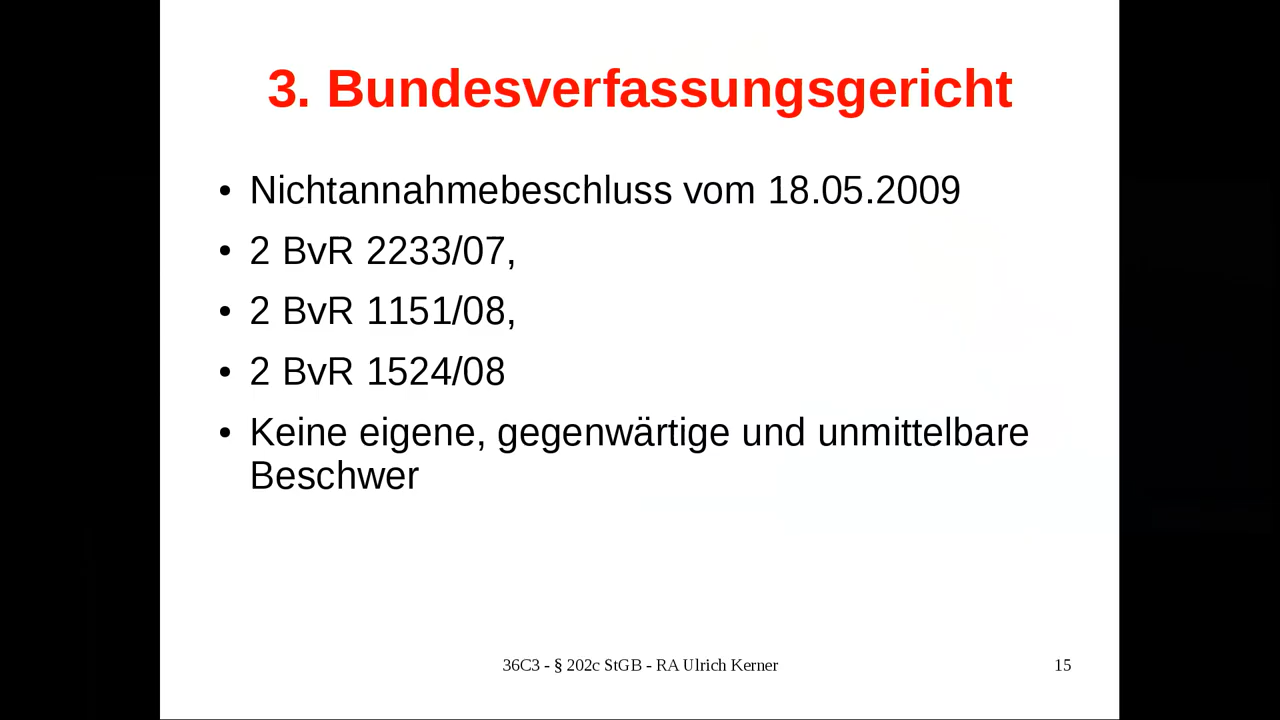 3. Bundesverfassungsgericht
• Nichtannahmebeschluss vom 18.05.2009
• 2 BvR 2233/07,
• 2 BvR 1151/08,
• 2 BvR 1524/08
• Keine eigene, gegenwärtige und unmittelbare
Beschwer
36C3 - § 202c StGB - RA Ulrich Kerner
15